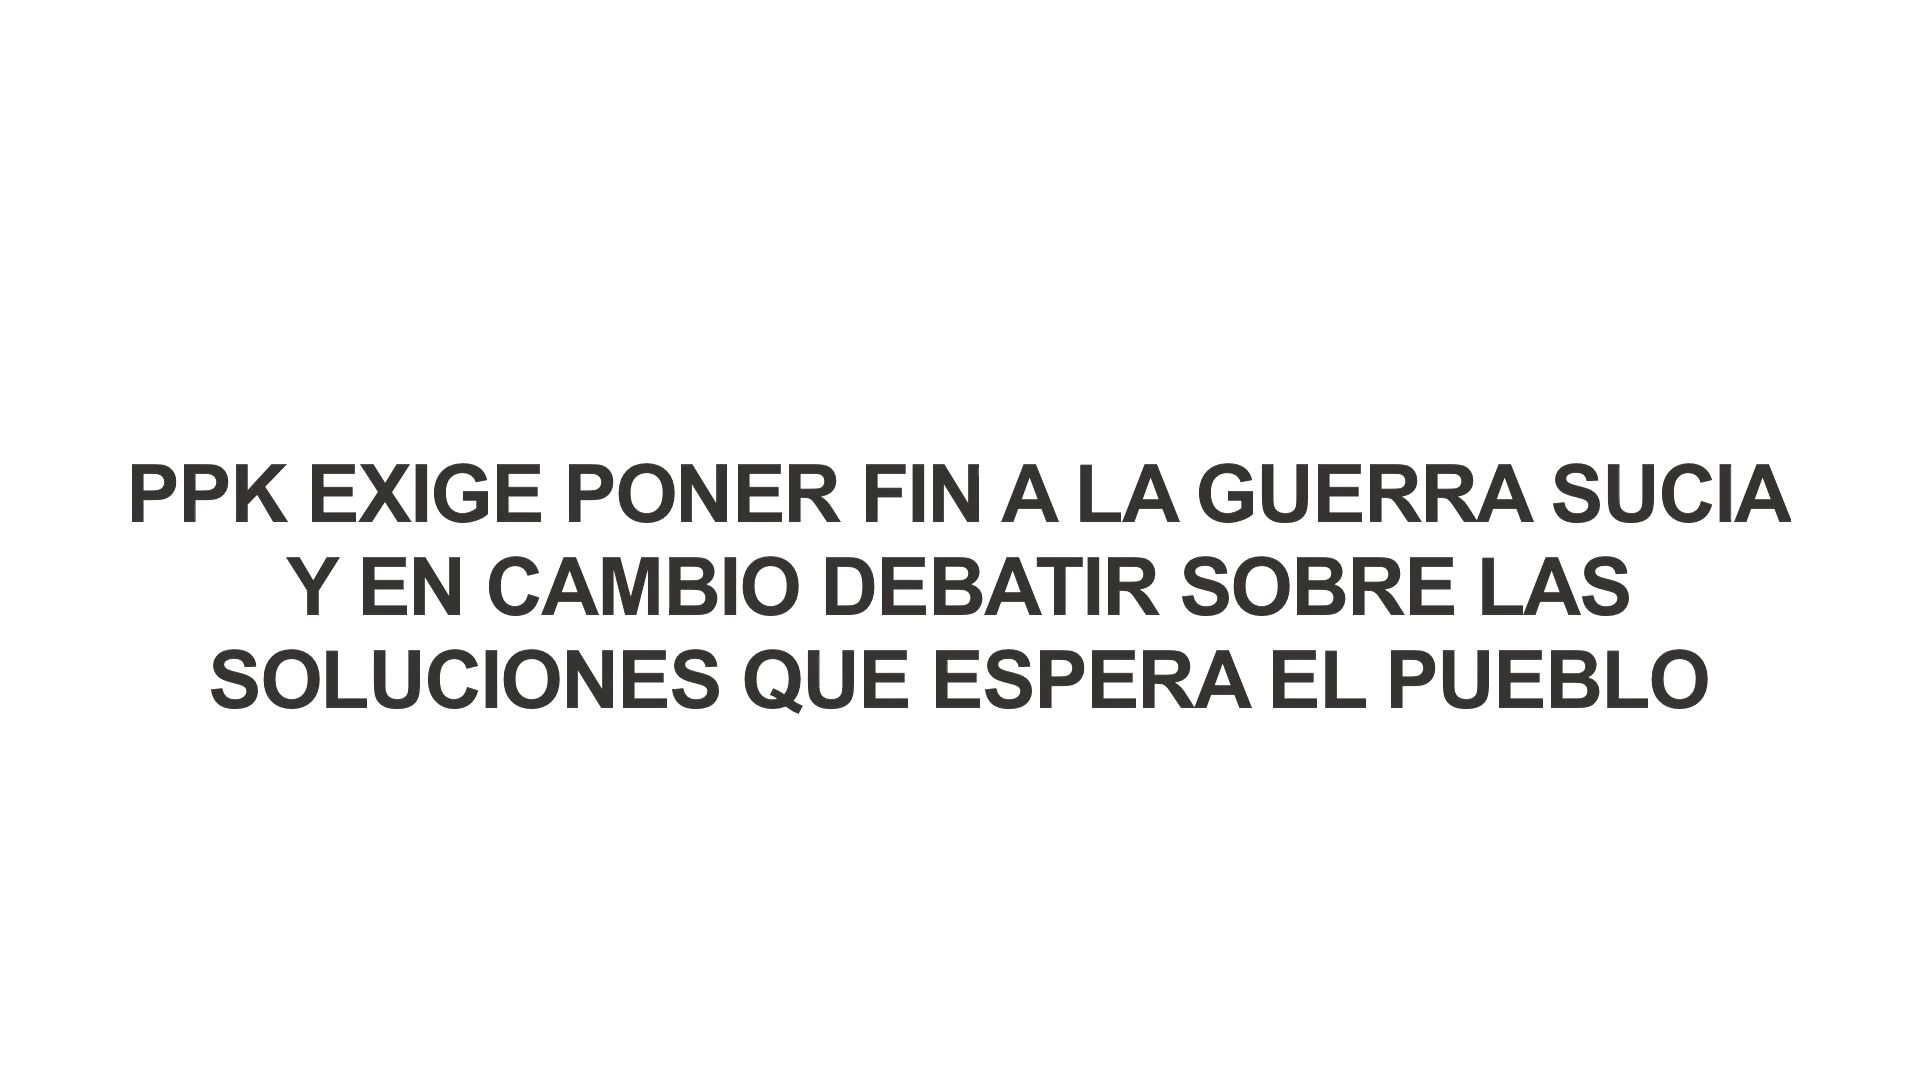 PPK EXIGE PONER FIN A LA GUERRA SUCIA
Y EN CAMBIO DEBATIR SOBRE LAS
SOLUCIONES QUE ESPERA EL PUEBLO